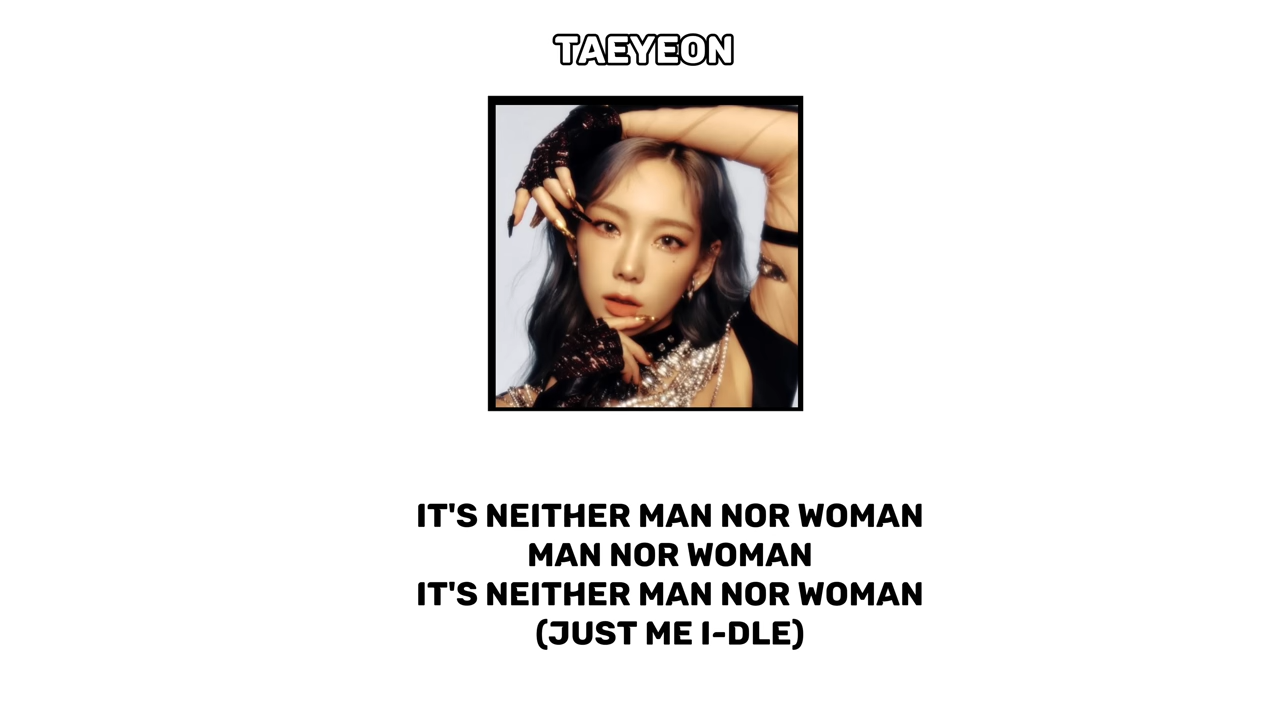 TAEYEON
IT'S NEITHER MAN NOR WOMAN
MAN NOR WOMAN
IT'S NEITHER MAN NOR WOMAN
(JUST ME I-DLE)